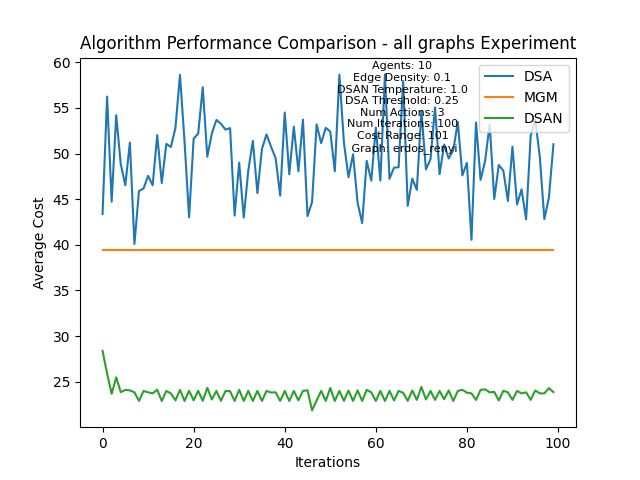 Algorithm Performance Comparison - all graphs Experiment
Agents: 10
Edge Density: 0.1
DSAN Temperature: 1.0
DSA Threshold: 0.25
Num Actions: 3
Num Iterations: 100
Cost Range: 101
Graph: erdos_renyi
DSA
MGM
DSAN
Average Cost
60
55
50
45
40
35
30
25
0
20
40
60
80
100
Iterations